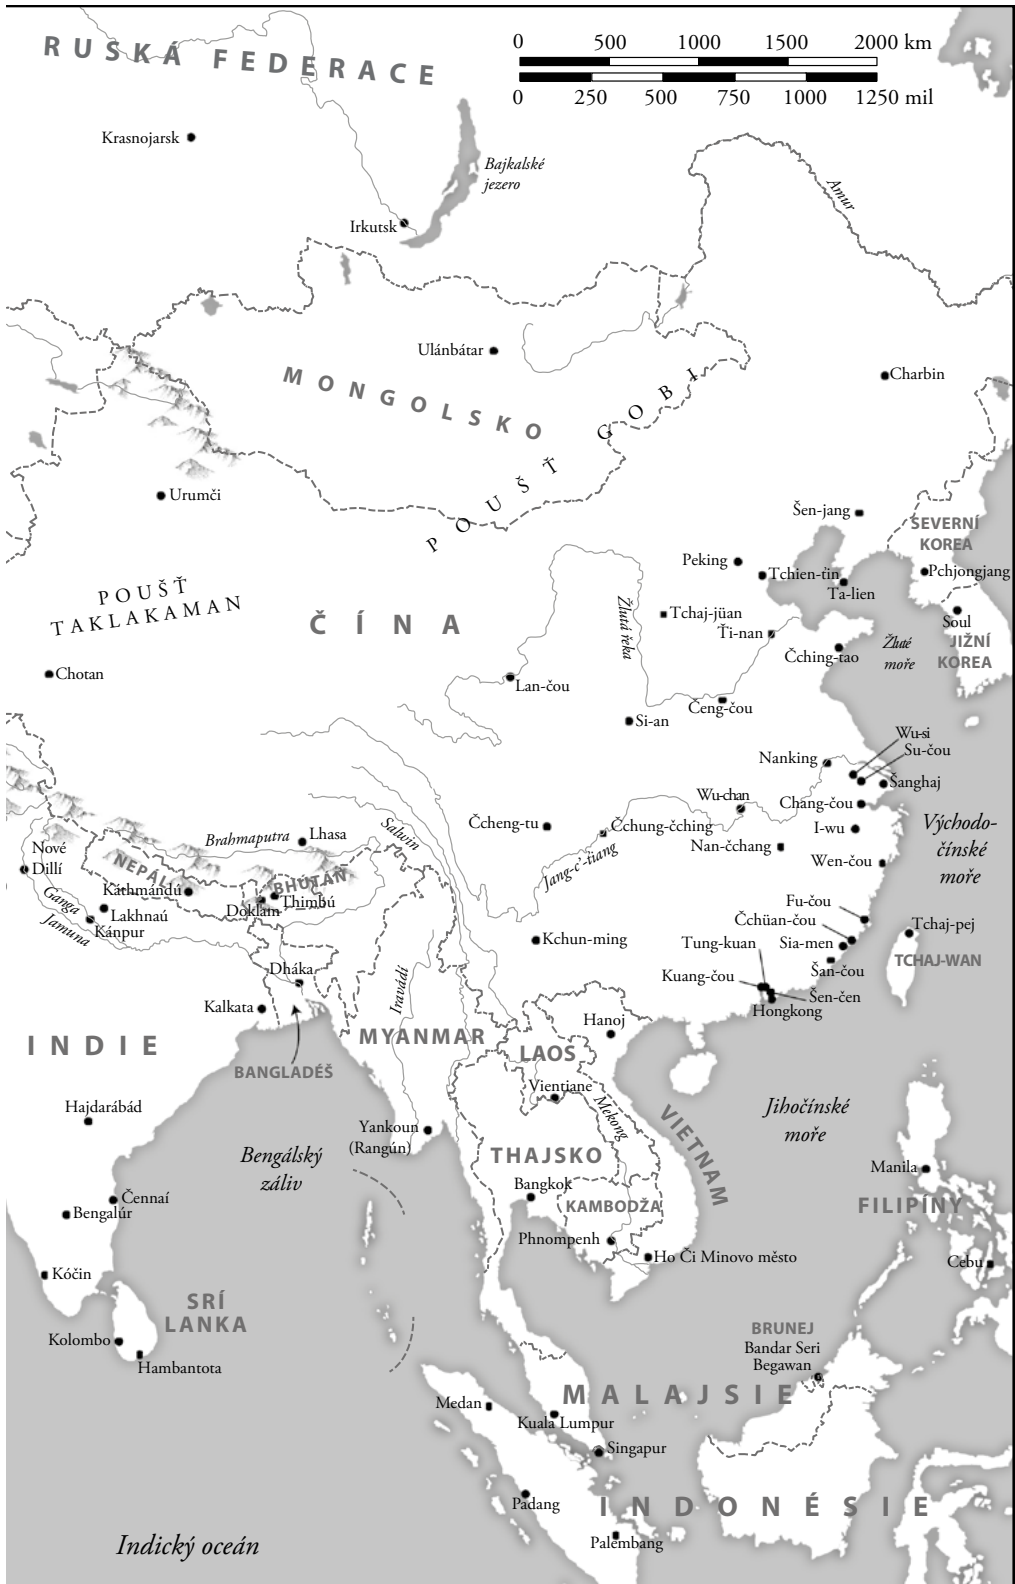 RUSKÁ FEDERACE
0 500 1000 1500 2000 km
0 250 500 750 1000 1250 mil
Krasnojarsk
Bajkalské
jezero
Amur
Irkutsk
Ulánbátar
MONGOLSKO
Charbin
POUŠŤ GOBI
Urumči
Šen-jang
SEVERNÍ
KOREA
Peking
Tchien-ťin
Pchjongjang
Ta-lien
POUŠŤ
TAKLAKAMAN
ČÍNA
Žlutá řeka
Tchaj-jüan
Soul
Ťi-nan
Žluté
moře
JIŽNÍ
KOREA
Čching-tao
Chotan
Lan-čou
Čeng-čou
Si-an
Wu-si
Su-čou
Nanking
Šanghaj
Wu-chan
Chang-čou
Čcheng-tu
Čchung-čching
I-wu
Východo-
čínské
moře
Brahmaputra
Lhasa
Saluin
Nan-čchang
Jang-c’-ťiang
Wen-čou
Nové
Dillí
NEPÁL
Káthmándú
BHÚTÁN
Thimbú
Doklam
Ganga
Lakhnaú
Jamuna
Kánpur
Fu-čou
Čchüan-čou
Tung-kuan
Sia-men
Tchaj-pej
Kchun-ming
TCHAJ-WAN
Šan-čou
Dháka
Kuang-čou
Šen-čen
Iravádí
Kalkata
Hongkong
Hanoj
INDIE
MYANMAR
LAOS
BANGLADÉŠ
Vientiane
Hajdarábád
Mekong
VIETNAM
Jihočínské
moře
Yankoun
(Rangún)
Bengálský
záliv
THAJSKO
Manila
Bangkok
Čennaí
Bengalúr
KAMBODŽA
FILIPÍNY
Phnompenh
Ho Či Minovo město
Cebu
Kóčin
SRÍ
LANKA
Kolombo
Hambantota
BRUNEJ
Bandar Seri
Begawan
MALAJSIE
Medan
Kuala Lumpur
Singapur
Padang
INDONÉSIE
Palembang
Indický oceán